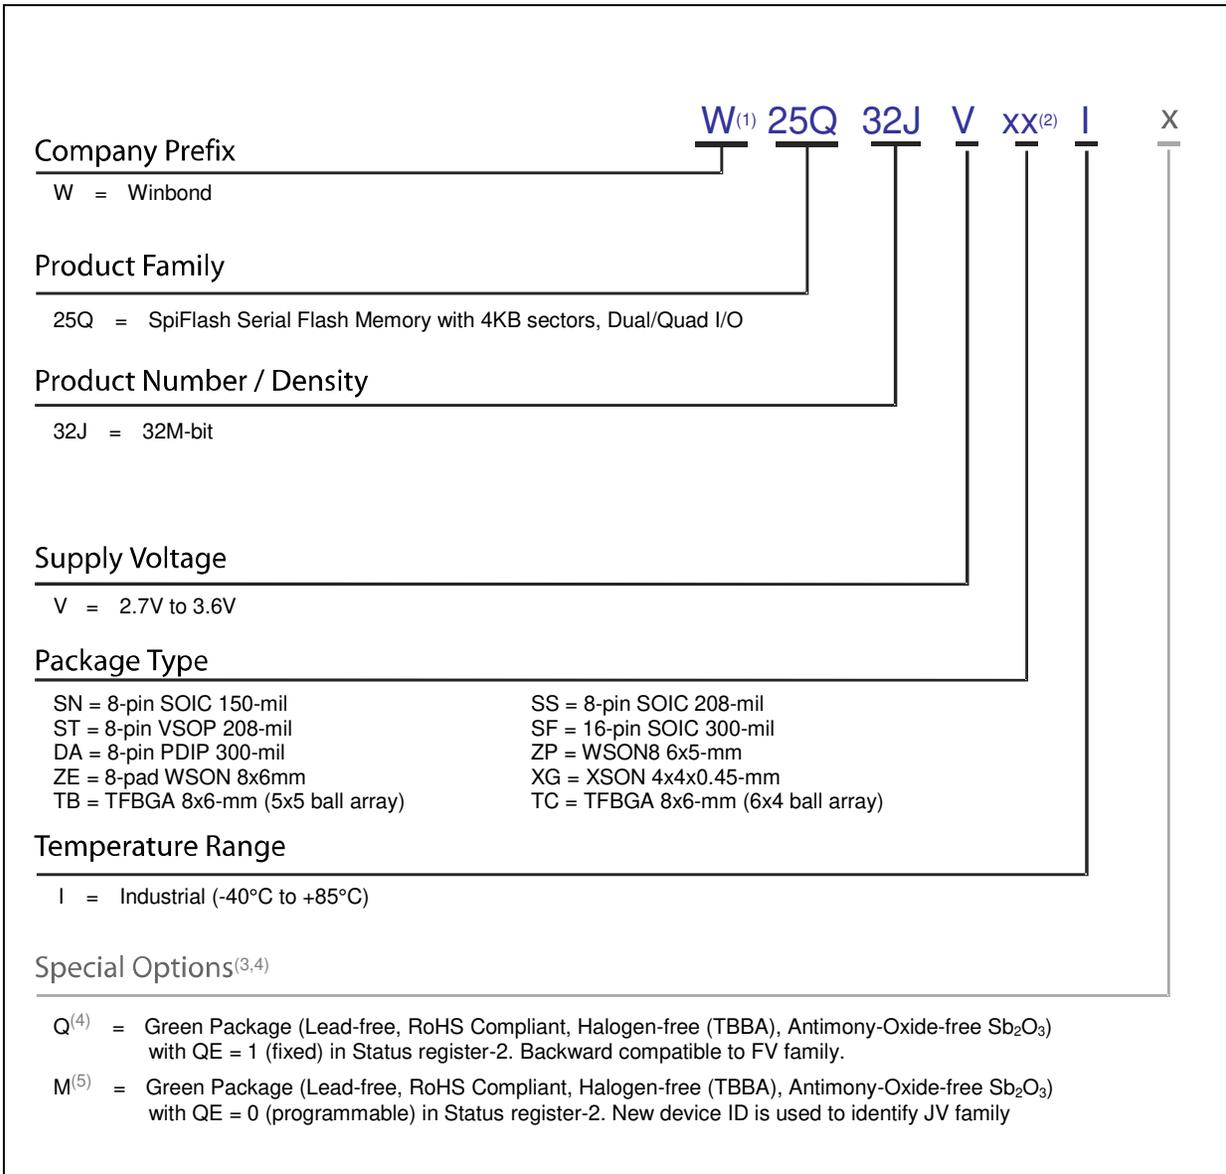 W(1) 25Q 32J V xx(2) I x
Company Prefix
W = Winbond
Product Family
25Q = SpiFlash Serial Flash Memory with 4KB sectors, Dual/Quad I/O
Product Number / Density
32J = 32M-bit
Supply Voltage
V = 2.7V to 3.6V
Package Type
SN = 8-pin SOIC 150-mil SS = 8-pin SOIC 208-mil
ST = 8-pin VSOP 208-mil SF = 16-pin SOIC 300-mil
DA = 8-pin PDIP 300-mil ZP = WSON8 6x5-mm
ZE = 8-pad WSON 8x6mm XG = XSON 4x4x0.45-mm
TB = TFBGA 8x6-mm (5x5 ball array) TC = TFBGA 8x6-mm (6x4 ball array)
Temperature Range
I = Industrial (-40°C to +85°C)
Special Options(3,4)
Q(4) = Green Package (Lead-free, RoHS Compliant, Halogen-free (TBBA), Antimony-Oxide-free Sb₂O₃)
with QE = 1 (fixed) in Status register-2. Backward compatible to FV family.
M(5) = Green Package (Lead-free, RoHS Compliant, Halogen-free (TBBA), Antimony-Oxide-free Sb₂O₃)
with QE = 0 (programmable) in Status register-2. New device ID is used to identify JV family